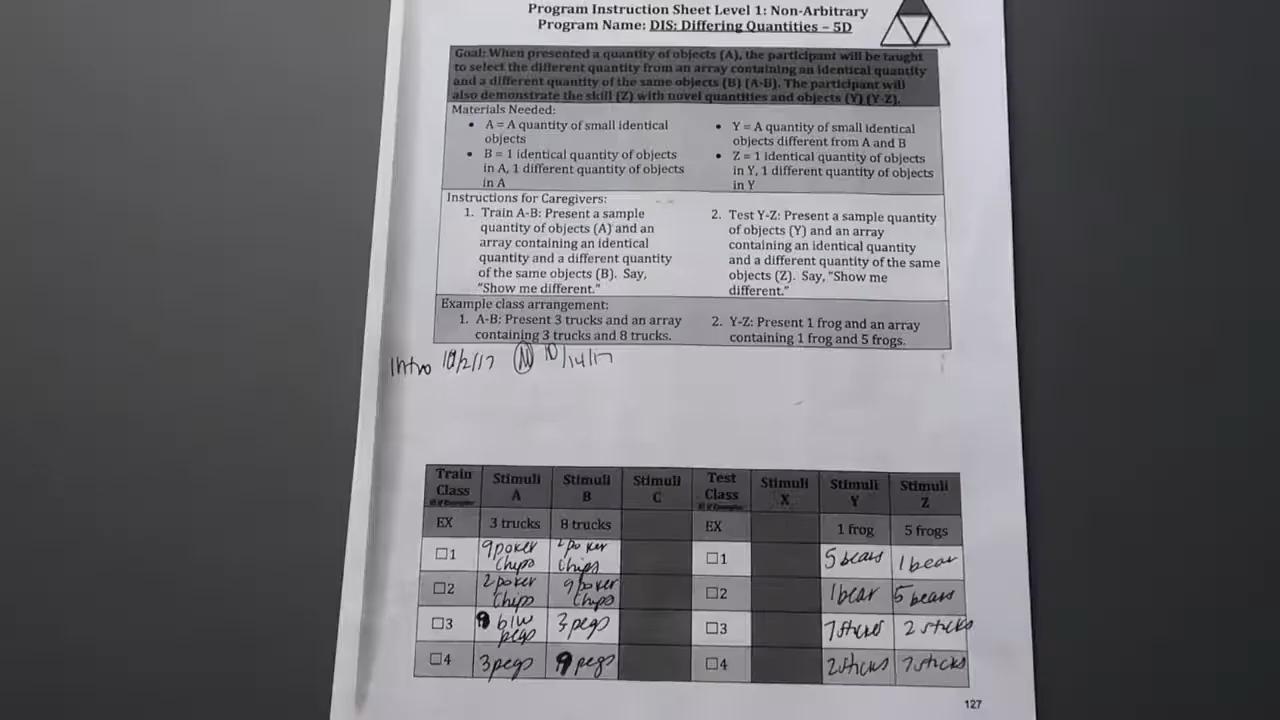 Program Instruction Sheet Level 1: Non-Arbitrary
Program Name: DIS: Differing Quantities – 5D
Goal: When presented a quantity of objects (A), the participant will be taught
to select the different quantity from an array containing an identical quantity
and a different quantity of the same objects (B) (A-B). The participant will
also demonstrate the skill (Z) with novel quantities and objects (Y) (Y-Z).
Materials Needed:
• A = A quantity of small identical
objects
• B = 1 identical quantity of objects
in A, 1 different quantity of objects
in A
• Y = A quantity of small identical
objects different from A and B
• Z = 1 identical quantity of objects
in Y, 1 different quantity of objects
in Y
Instructions for Caregivers:
1. Train A-B: Present a sample
quantity of objects (A) and an
array containing an identical
quantity and a different quantity
of the same objects (B). Say,
"Show me different."
2. Test Y-Z: Present a sample quantity
of objects (Y) and an array
containing an identical quantity
and a different quantity of the same
objects (Z). Say, "Show me
different."
Example class arrangement:
1. A-B: Present 3 trucks and an array
containing 3 trucks and 8 trucks.
2. Y-Z: Present 1 frog and an array
containing 1 frog and 5 frogs.
Intro 10/2/17 M 10/14/17
Train Class Stimuli A Stimuli B Stimuli C Test Class Stimuli X Stimuli Y Stimuli Z
EX 3 trucks 8 trucks EX 1 frog 5 frogs
1 9 poker chips 2 poker chips 1 5 bears 1 bear
2 2 poker chips 9 poker chips 2 1 bear 5 bears
3 9 blw pegs 3 pegs 3 7 sticks 2 sticks
4 3 pegs 9 pegs 4 2 sticks 7 sticks
127